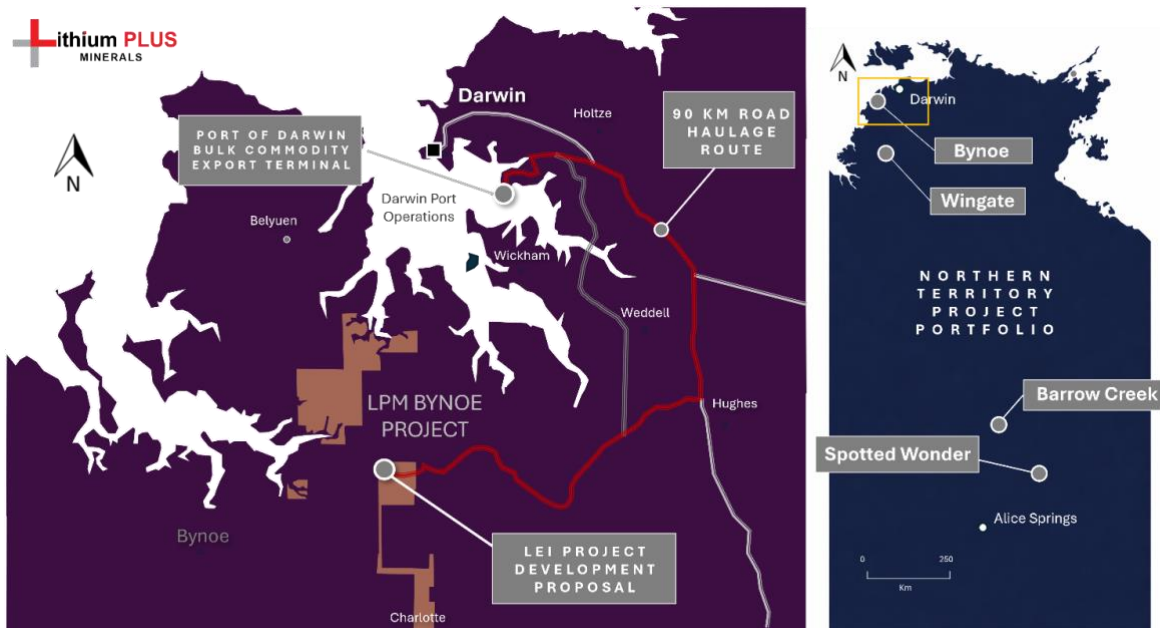 Lithium PLUS
MINERALS
N
PORT OF DARWIN
BULK COMMODITY
EXPORT TERMINAL
Darwin
Holtze
90 KM ROAD
HAULAGE
ROUTE
Darwin Port
Operations
Belyuen
Wickham
Weddell
LPM BYNOE
PROJECT
Hughes
Bynoe
LEI PROJECT
DEVELOPMENT
PROPOSAL
Charlotte
N
Darwin
Bynoe
Wingate
NORTHERN
TERRITORY
PROJECT
PORTFOLIO
Barrow Creek
Spotted Wonder
Alice Springs
0 250
Km